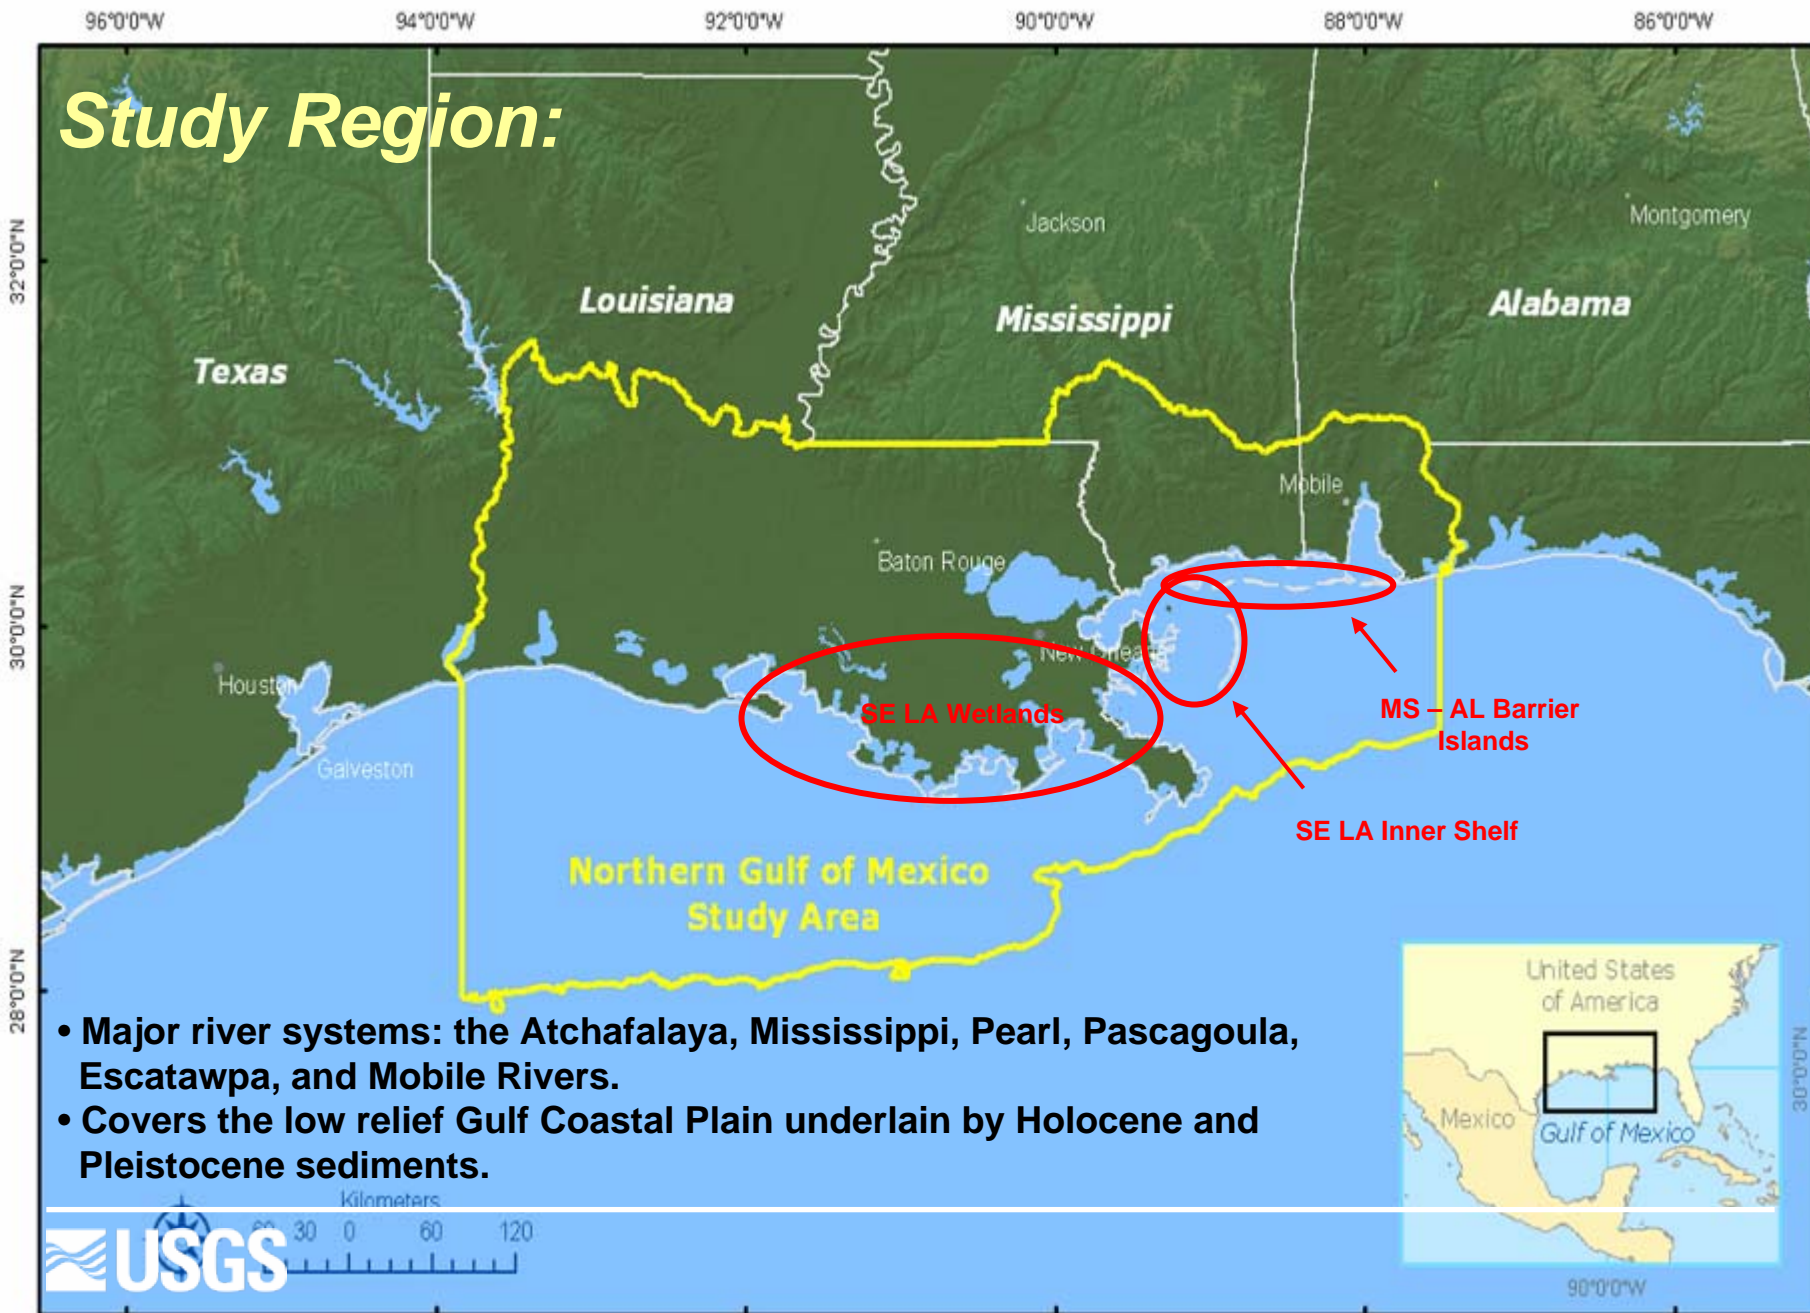 96°0'0"W 94°0'0"W 92°0'0"W 90°0'0"W 88°0'0"W 86°0'0"W
Study Region:
32°0'0"N
30°0'0"N
28°0'0"N
Jackson
Montgomery
Louisiana
Mississippi
Alabama
Texas
Mobile
Baton Rouge
New Orleans
Houston
Galveston
SE LA Wetlands
MS – AL Barrier
Islands
SE LA Inner Shelf
Northern Gulf of Mexico
Study Area
• Major river systems: the Atchafalaya, Mississippi, Pearl, Pascagoula,
Escatawpa, and Mobile Rivers.
• Covers the low relief Gulf Coastal Plain underlain by Holocene and
Pleistocene sediments.
Kilometers
60 30 0 60 120
USGS
United States
of America
Mexico
Gulf of Mexico
30°0'0"N
90°0'0"W